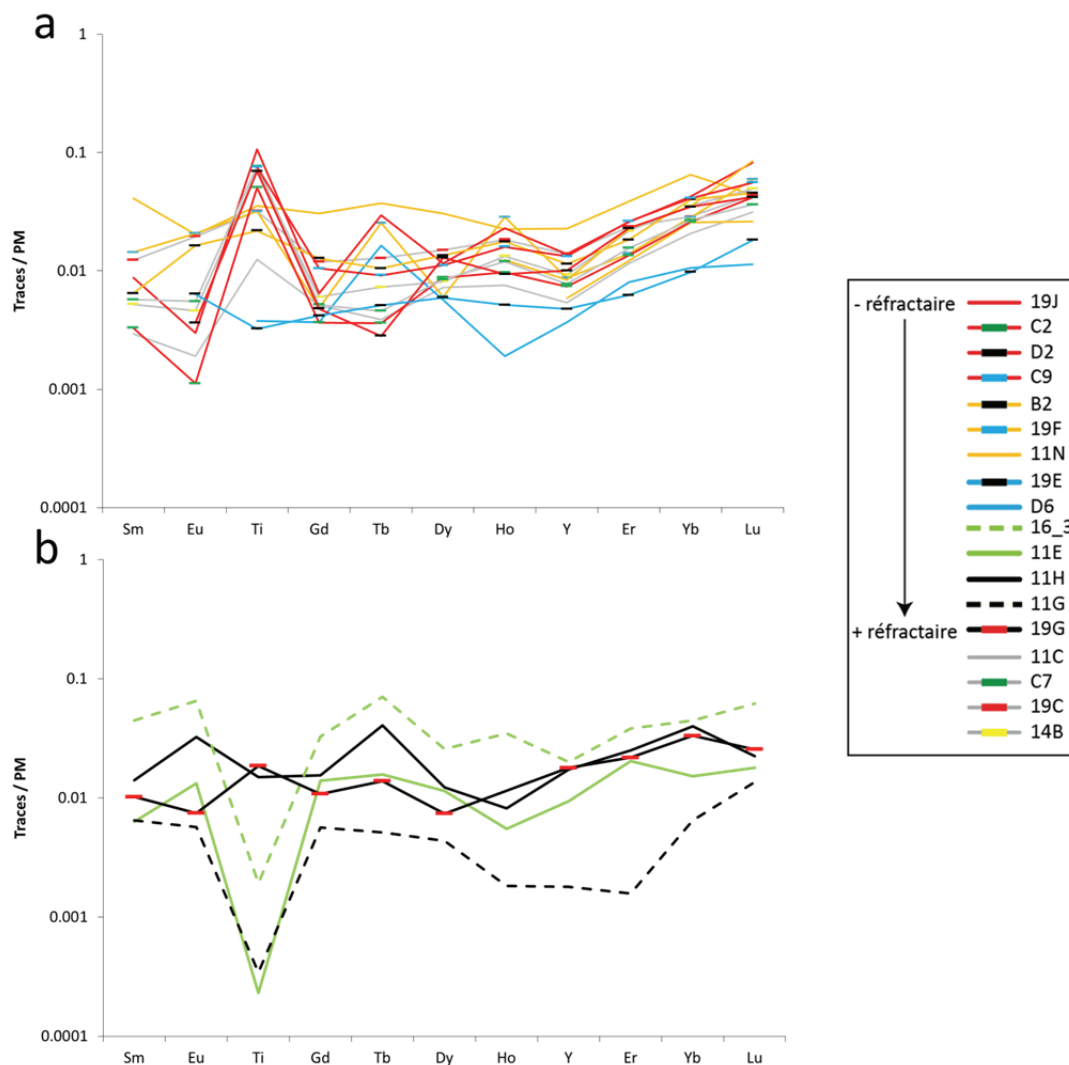 a
1
0.1
0.01
0.001
0.0001
Traces / PM
Sm Eu Ti Gd Tb Dy Ho Y Er Yb Lu
b
1
0.1
0.01
0.001
0.0001
Traces / PM
Sm Eu Ti Gd Tb Dy Ho Y Er Yb Lu
- réfractaire
+ réfractaire
19J
C2
D2
C9
B2
19F
11N
19E
D6
16_3
11E
11H
11G
19G
11C
C7
19C
14B